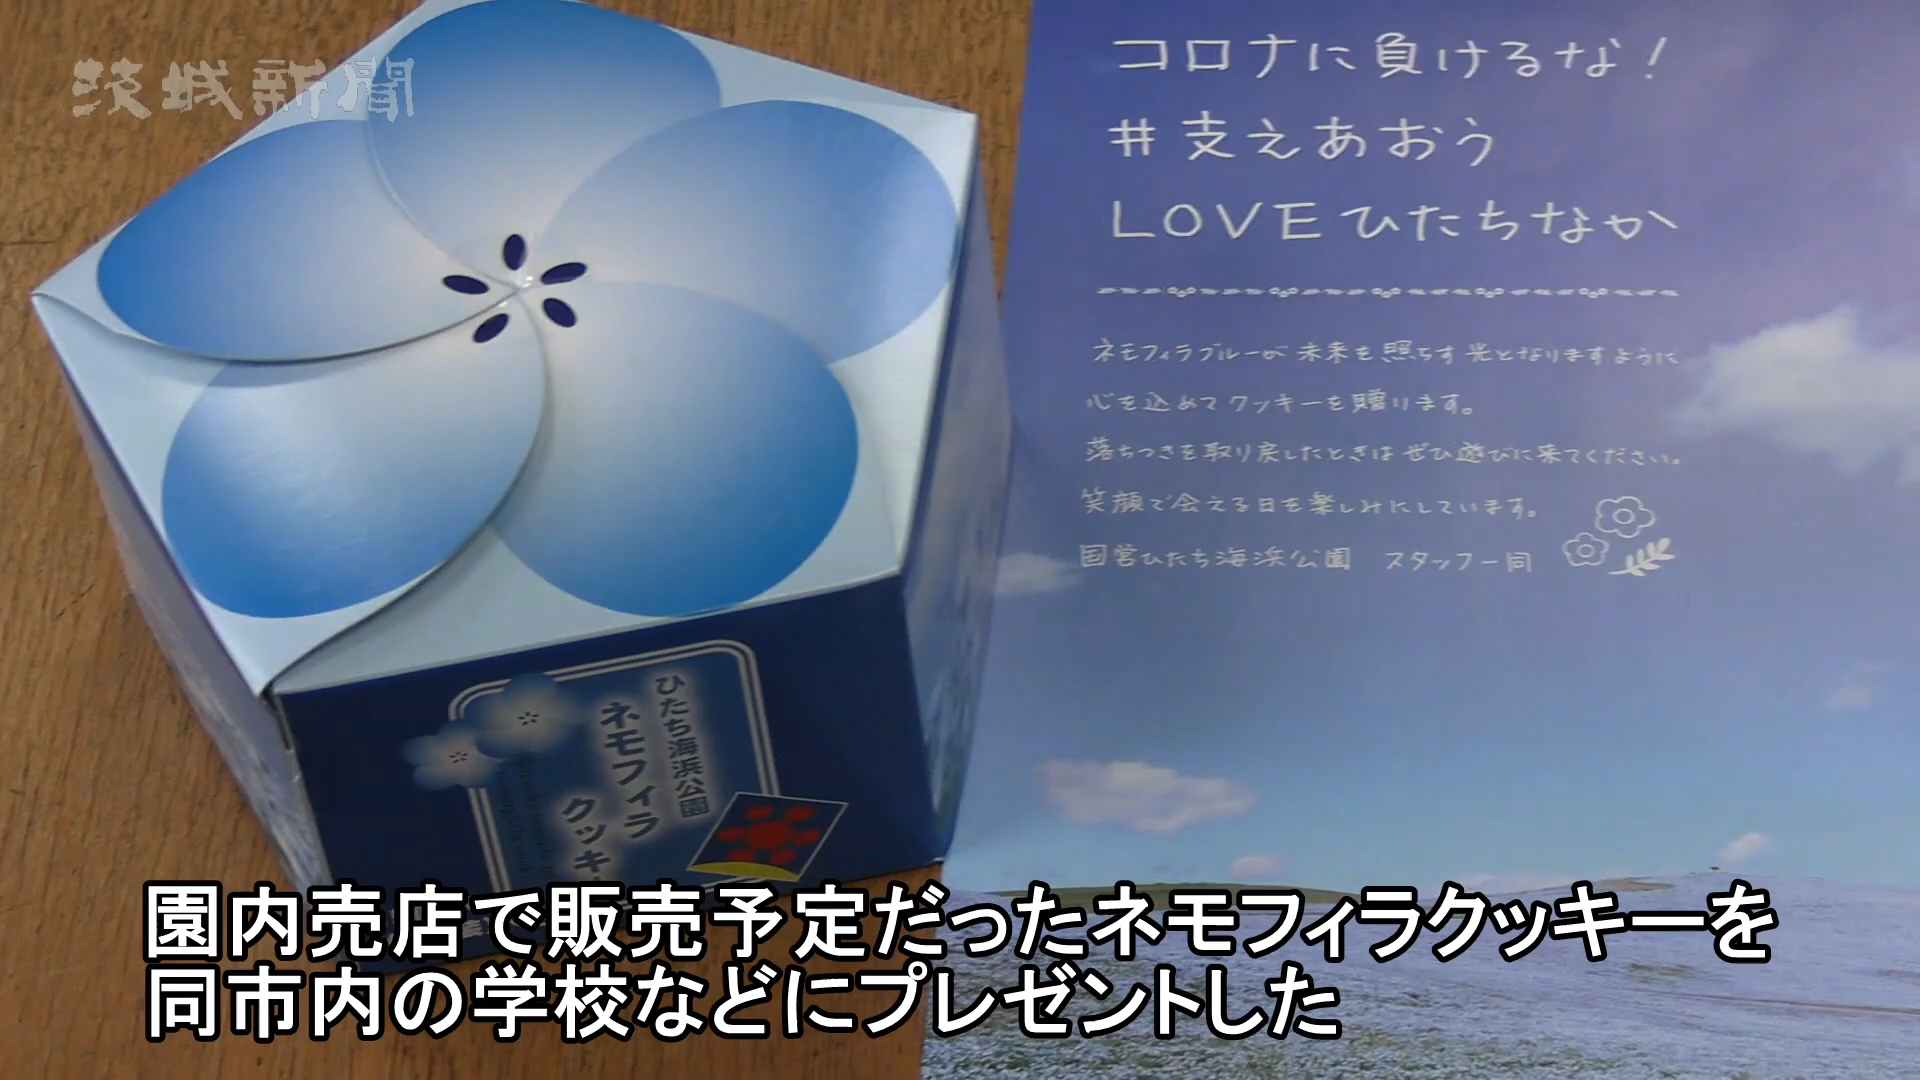 茨城新聞
コロナに負けるな!
#支えあおう
LOVEひたちなか
ネモフィラブルーが未来を照らす光となりますように
心を込めてクッキーを贈ります。
落ちつきを取り戻したときはぜひ遊びに来てください。
笑顔で会える日を楽しみにしています。
国営ひたち海浜公園 スタッフ一同
ひたち海浜公園
ネモフィラ
クッキ
園内売店で販売予定だったネモフィラクッキーを
同市内の学校などにプレゼントした